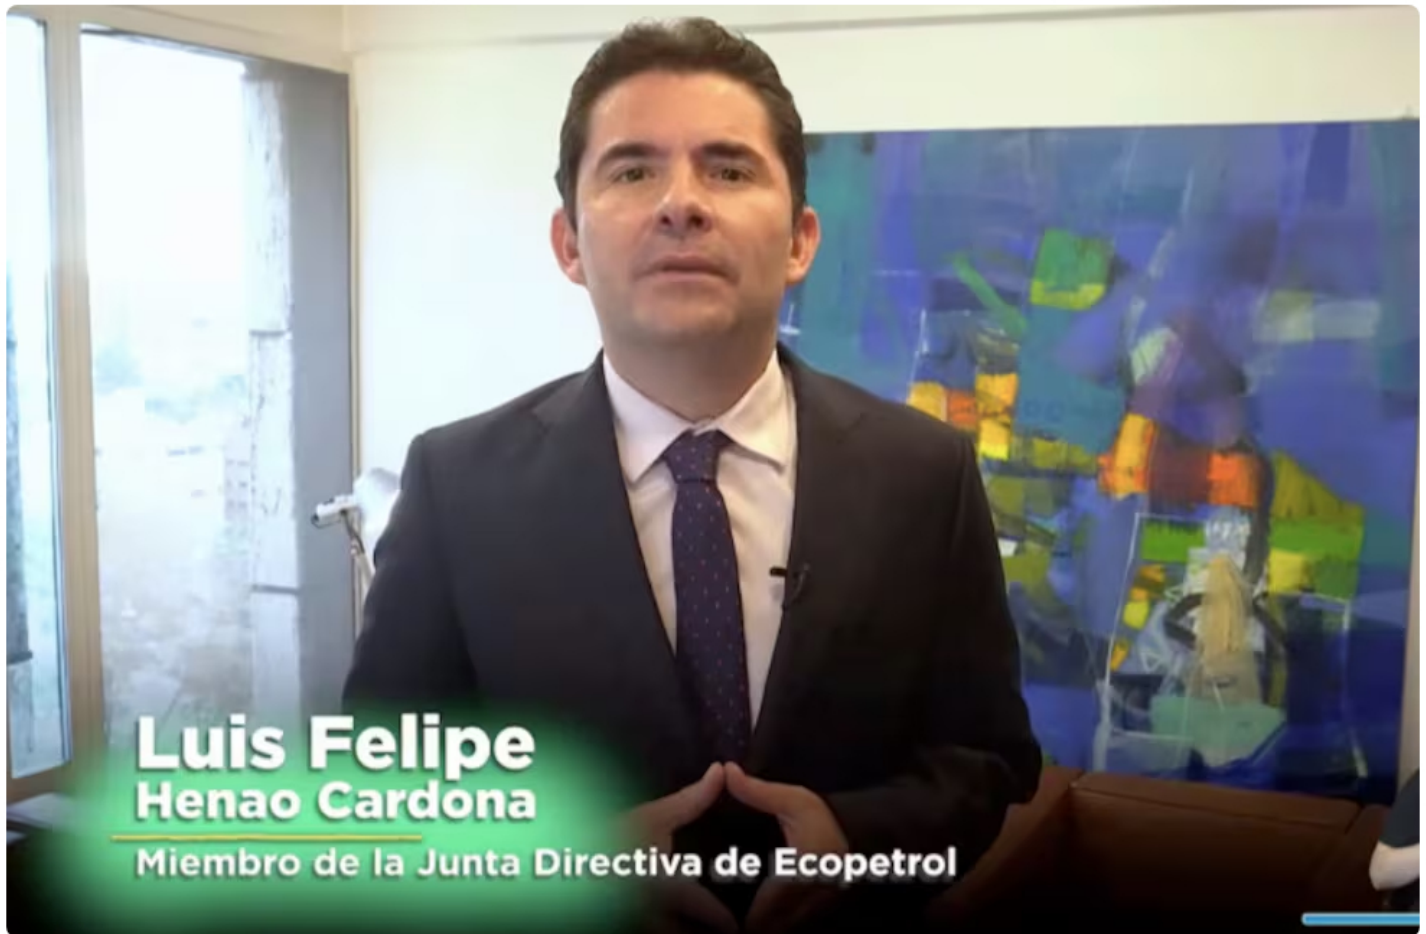 Luis Felipe
Henao Cardona
Miembro de la Junta Directiva de Ecopetrol